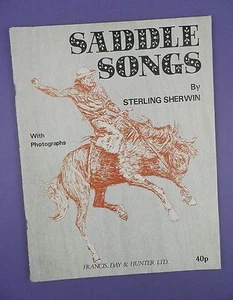 SADDLE
SONGS
By
STERLING SHERWIN
With
Photographs
FRANCIS, DAY & HUNTER LTD.
40p